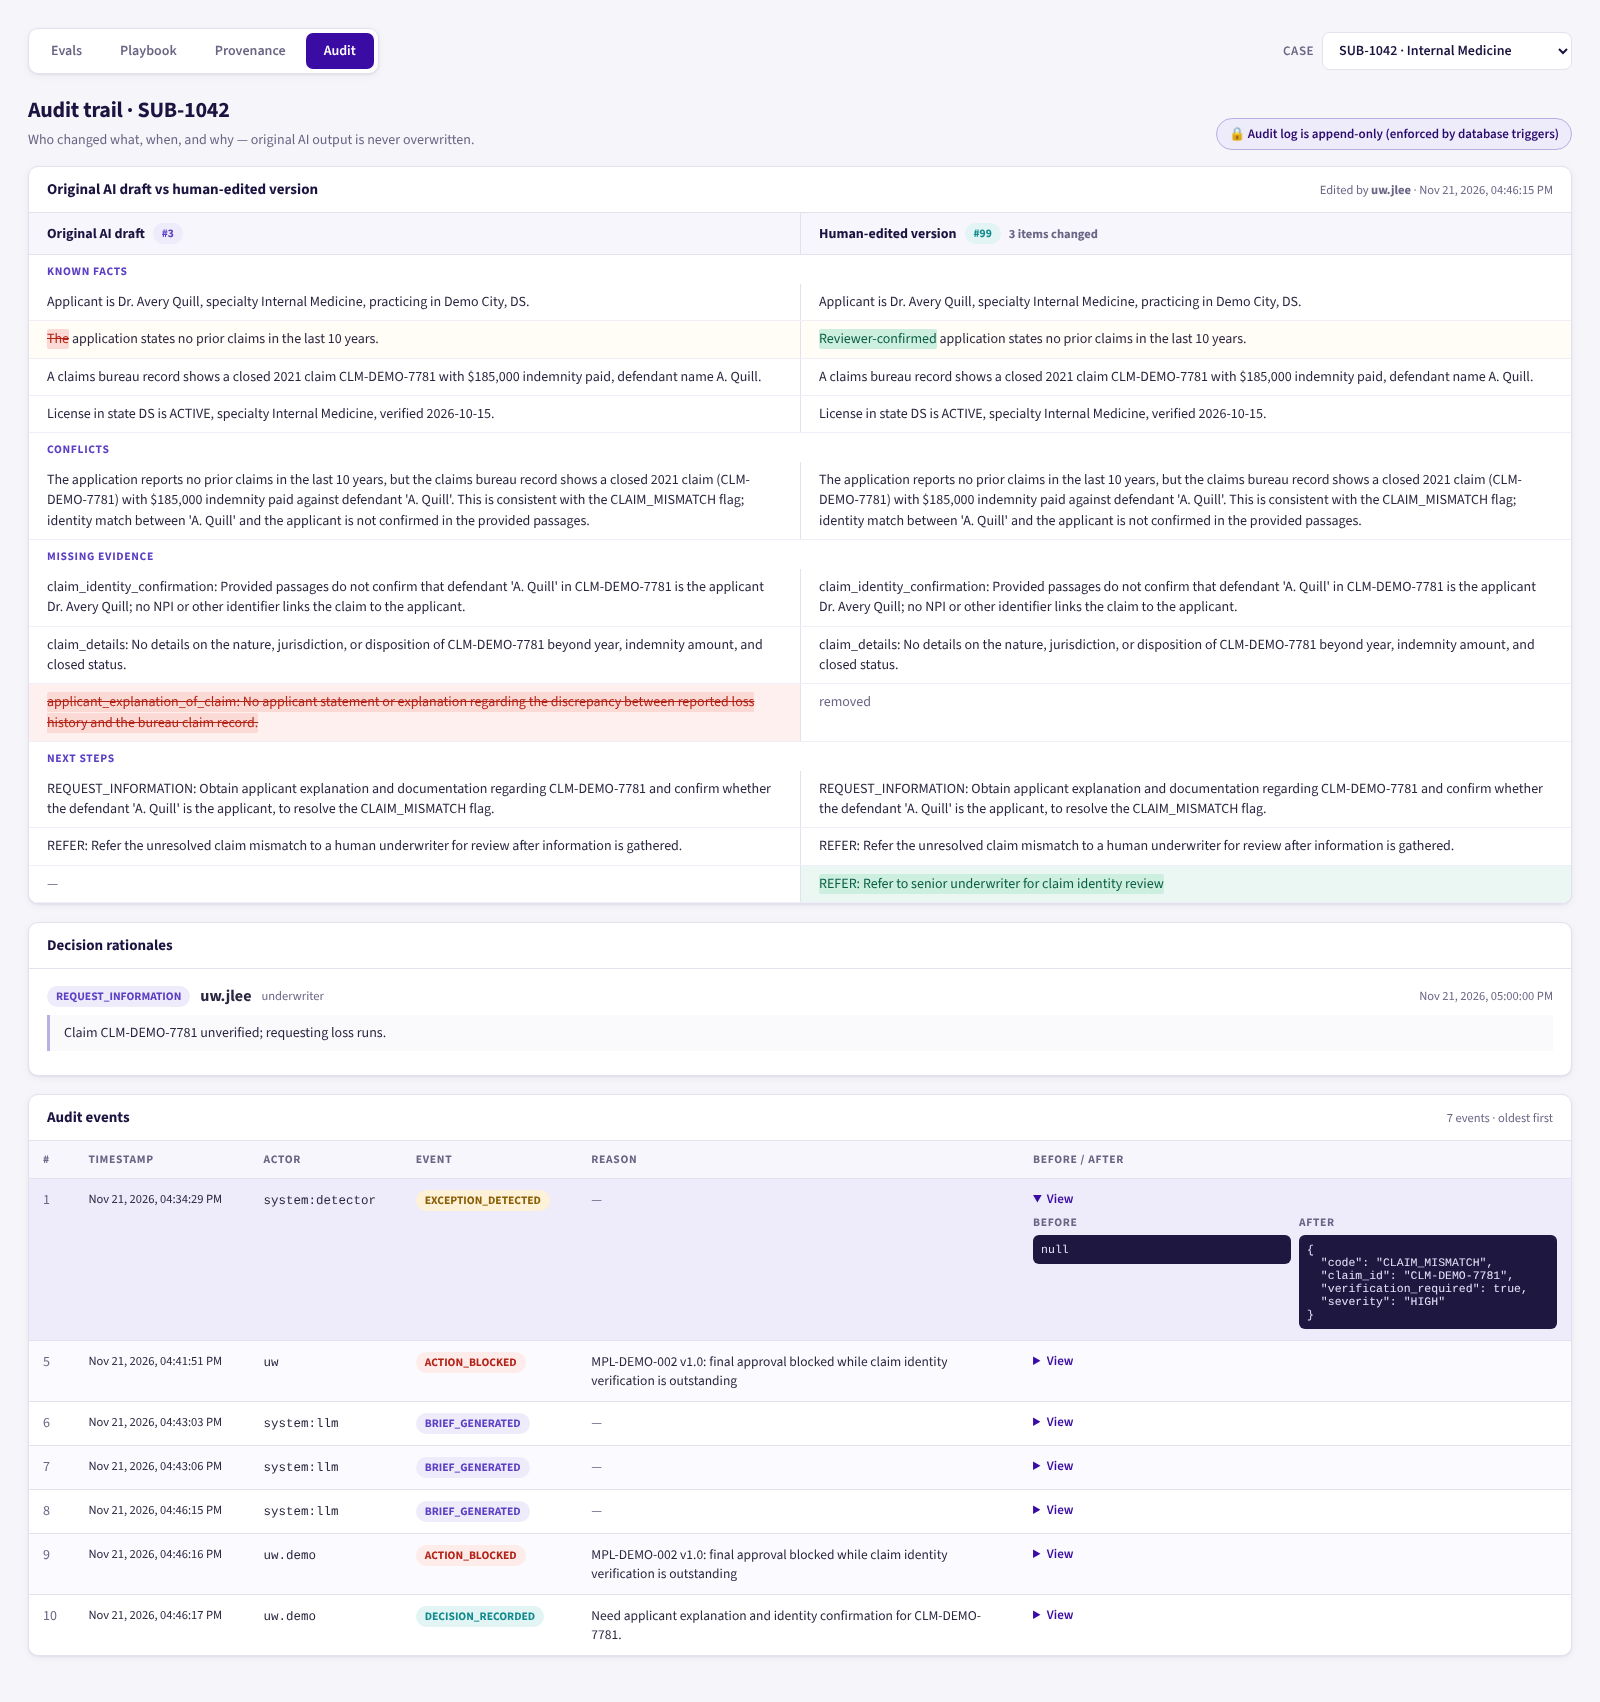 Evals
Playbook
Provenance
Audit
CASE
SUB-1042 · Internal Medicine
Audit trail · SUB-1042
Who changed what, when, and why — original AI output is never overwritten.
🔒 Audit log is append-only (enforced by database triggers)
Original AI draft vs human-edited version
Edited by uw.jlee · Nov 21, 2026, 04:46:15 PM
Original AI draft #3
Human-edited version #99 3 items changed
KNOWN FACTS
Applicant is Dr. Avery Quill, specialty Internal Medicine, practicing in Demo City, DS.
Applicant is Dr. Avery Quill, specialty Internal Medicine, practicing in Demo City, DS.
The application states no prior claims in the last 10 years.
Reviewer-confirmed application states no prior claims in the last 10 years.
A claims bureau record shows a closed 2021 claim CLM-DEMO-7781 with $185,000 indemnity paid, defendant name A. Quill.
A claims bureau record shows a closed 2021 claim CLM-DEMO-7781 with $185,000 indemnity paid, defendant name A. Quill.
License in state DS is ACTIVE, specialty Internal Medicine, verified 2026-10-15.
License in state DS is ACTIVE, specialty Internal Medicine, verified 2026-10-15.
CONFLICTS
The application reports no prior claims in the last 10 years, but the claims bureau record shows a closed 2021 claim (CLM-
DEMO-7781) with $185,000 indemnity paid against defendant 'A. Quill'. This is consistent with the CLAIM_MISMATCH flag;
identity match between 'A. Quill' and the applicant is not confirmed in the provided passages.
The application reports no prior claims in the last 10 years, but the claims bureau record shows a closed 2021 claim (CLM-
DEMO-7781) with $185,000 indemnity paid against defendant 'A. Quill'. This is consistent with the CLAIM_MISMATCH flag;
identity match between 'A. Quill' and the applicant is not confirmed in the provided passages.
MISSING EVIDENCE
claim_identity_confirmation: Provided passages do not confirm that defendant 'A. Quill' in CLM-DEMO-7781 is the applicant
Dr. Avery Quill; no NPI or other identifier links the claim to the applicant.
claim_identity_confirmation: Provided passages do not confirm that defendant 'A. Quill' in CLM-DEMO-7781 is the applicant
Dr. Avery Quill; no NPI or other identifier links the claim to the applicant.
claim_details: No details on the nature, jurisdiction, or disposition of CLM-DEMO-7781 beyond year, indemnity amount, and
closed status.
claim_details: No details on the nature, jurisdiction, or disposition of CLM-DEMO-7781 beyond year, indemnity amount, and
closed status.
applicant_explanation_of_claim: No applicant statement or explanation regarding the discrepancy between reported loss
history and the bureau claim record.
removed
NEXT STEPS
REQUEST_INFORMATION: Obtain applicant explanation and documentation regarding CLM-DEMO-7781 and confirm whether
the defendant 'A. Quill' is the applicant, to resolve the CLAIM_MISMATCH flag.
REQUEST_INFORMATION: Obtain applicant explanation and documentation regarding CLM-DEMO-7781 and confirm whether
the defendant 'A. Quill' is the applicant, to resolve the CLAIM_MISMATCH flag.
REFER: Refer the unresolved claim mismatch to a human underwriter for review after information is gathered.
REFER: Refer the unresolved claim mismatch to a human underwriter for review after information is gathered.
—
REFER: Refer to senior underwriter for claim identity review
Decision rationales
REQUEST_INFORMATION uw.jlee underwriter
Nov 21, 2026, 05:00:00 PM
Claim CLM-DEMO-7781 unverified; requesting loss runs.
Audit events
7 events · oldest first
# TIMESTAMP ACTOR EVENT REASON BEFORE / AFTER
1 Nov 21, 2026, 04:34:29 PM system:detector EXCEPTION_DETECTED — ▼ View
BEFORE
null
AFTER
{
"code": "CLAIM_MISMATCH",
"claim_id": "CLM-DEMO-7781",
"verification_required": true,
"severity": "HIGH"
}
5 Nov 21, 2026, 04:41:51 PM uw ACTION_BLOCKED MPL-DEMO-002 v1.0: final approval blocked while claim identity ▶ View
verification is outstanding
6 Nov 21, 2026, 04:43:03 PM system:llm BRIEF_GENERATED — ▶ View
7 Nov 21, 2026, 04:43:06 PM system:llm BRIEF_GENERATED — ▶ View
8 Nov 21, 2026, 04:46:15 PM system:llm BRIEF_GENERATED — ▶ View
9 Nov 21, 2026, 04:46:16 PM uw.demo ACTION_BLOCKED MPL-DEMO-002 v1.0: final approval blocked while claim identity ▶ View
verification is outstanding
10 Nov 21, 2026, 04:46:17 PM uw.demo DECISION_RECORDED Need applicant explanation and identity confirmation for CLM-DEMO- ▶ View
7781.